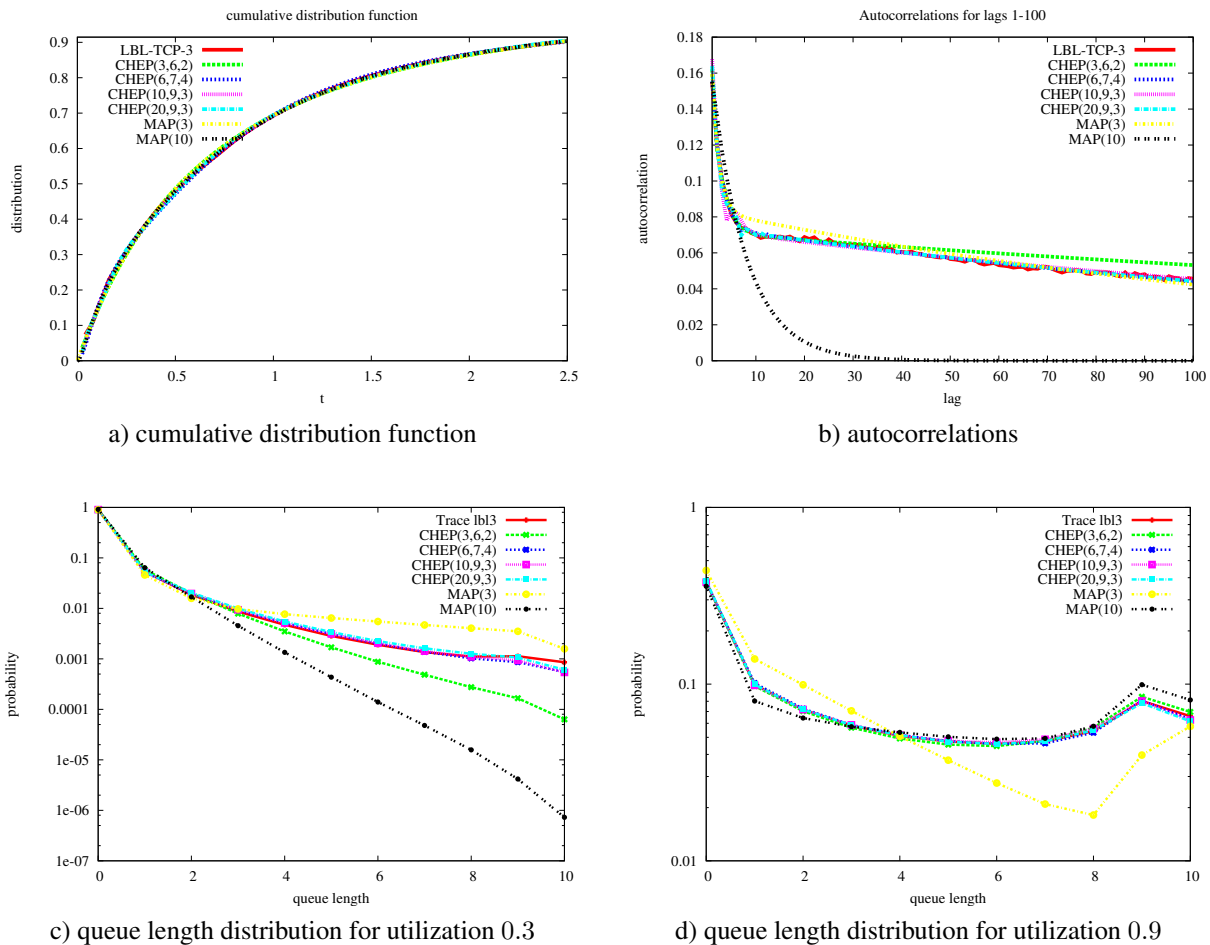 cumulative distribution function
0.9
0.8
0.7
0.6
0.5
0.4
0.3
0.2
0.1
0
distribution
LBL-TCP-3
CHEP(3,6,2)
CHEP(6,7,4)
CHEP(10,9,3)
CHEP(20,9,3)
MAP(3)
MAP(10)
0 0.5 1 1.5 2 2.5
t
a) cumulative distribution function
Autocorrelations for lags 1-100
0.18
0.16
0.14
0.12
0.1
0.08
0.06
0.04
0.02
0
autocorrelation
LBL-TCP-3
CHEP(3,6,2)
CHEP(6,7,4)
CHEP(10,9,3)
CHEP(20,9,3)
MAP(3)
MAP(10)
10 20 30 40 50 60 70 80 90 100
lag
b) autocorrelations
1
0.1
0.01
0.001
0.0001
1e-05
1e-06
1e-07
probability
Trace lbl3
CHEP(3,6,2)
CHEP(6,7,4)
CHEP(10,9,3)
CHEP(20,9,3)
MAP(3)
MAP(10)
0 2 4 6 8 10
queue length
c) queue length distribution for utilization 0.3
1
0.1
0.01
probability
Trace lbl3
CHEP(3,6,2)
CHEP(6,7,4)
CHEP(10,9,3)
CHEP(20,9,3)
MAP(3)
MAP(10)
0 2 4 6 8 10
queue length
d) queue length distribution for utilization 0.9